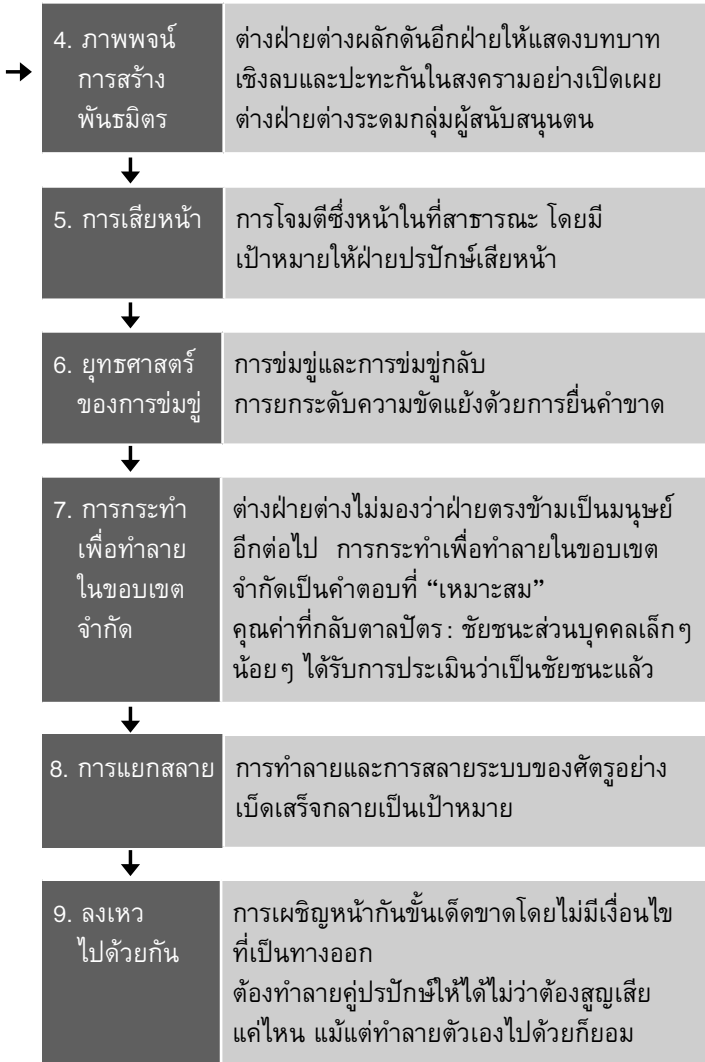 4. ภาพพจน์
การสร้าง
พันธมิตร
ต่างฝ่ายต่างผลักดันอีกฝ่ายให้แสดงบทบาท
เชิงลบและปะทะกันในสงครามอย่างเปิดเผย
ต่างฝ่ายต่างระดมกลุ่มผู้สนับสนุนตน
5. การเสียหน้า
การโจมตีซึ่งหน้าในที่สาธารณะ โดยมี
เป้าหมายให้ฝ่ายปรปักษ์เสียหน้า
6. ยุทธศาสตร์
ของการข่มขู่
การข่มขู่และการข่มขู่กลับ
การยกระดับความขัดแย้งด้วยการยื่นคำขาด
7. การกระทำ
เพื่อทำลาย
ในขอบเขต
จำกัด
ต่างฝ่ายต่างไม่มองว่าฝ่ายตรงข้ามเป็นมนุษย์
อีกต่อไป การกระทำเพื่อทำลายในขอบเขต
จำกัดเป็นคำตอบที่ “เหมาะสม”
คุณค่าที่กลับตาลปัตร: ชัยชนะส่วนบุคคลเล็กๆ
น้อยๆ ได้รับการประเมินว่าเป็นชัยชนะแล้ว
8. การแยกสลาย
การทำลายและการสลายระบบของศัตรูอย่าง
เบ็ดเสร็จกลายเป็นเป้าหมาย
9. ลงเหว
ไปด้วยกัน
การเผชิญหน้ากันขั้นเด็ดขาดโดยไม่มีเงื่อนไข
ที่เป็นทางออก
ต้องทำลายคู่ปรปักษ์ให้ได้ไม่ว่าต้องสูญเสีย
แค่ไหน แม้แต่ทำลายตัวเองไปด้วยก็ยอม